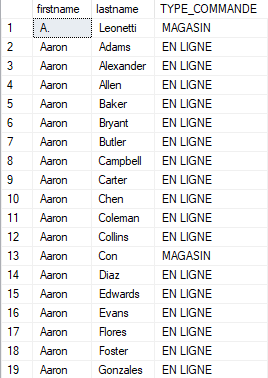 firstname lastname TYPE_COMMANDE
1 A. Leonetti MAGASIN
2 Aaron Adams EN LIGNE
3 Aaron Alexander EN LIGNE
4 Aaron Allen EN LIGNE
5 Aaron Baker EN LIGNE
6 Aaron Bryant EN LIGNE
7 Aaron Butler EN LIGNE
8 Aaron Campbell EN LIGNE
9 Aaron Carter EN LIGNE
10 Aaron Chen EN LIGNE
11 Aaron Coleman EN LIGNE
12 Aaron Collins EN LIGNE
13 Aaron Con MAGASIN
14 Aaron Diaz EN LIGNE
15 Aaron Edwards EN LIGNE
16 Aaron Evans EN LIGNE
17 Aaron Flores EN LIGNE
18 Aaron Foster EN LIGNE
19 Aaron Gonzales EN LIGNE